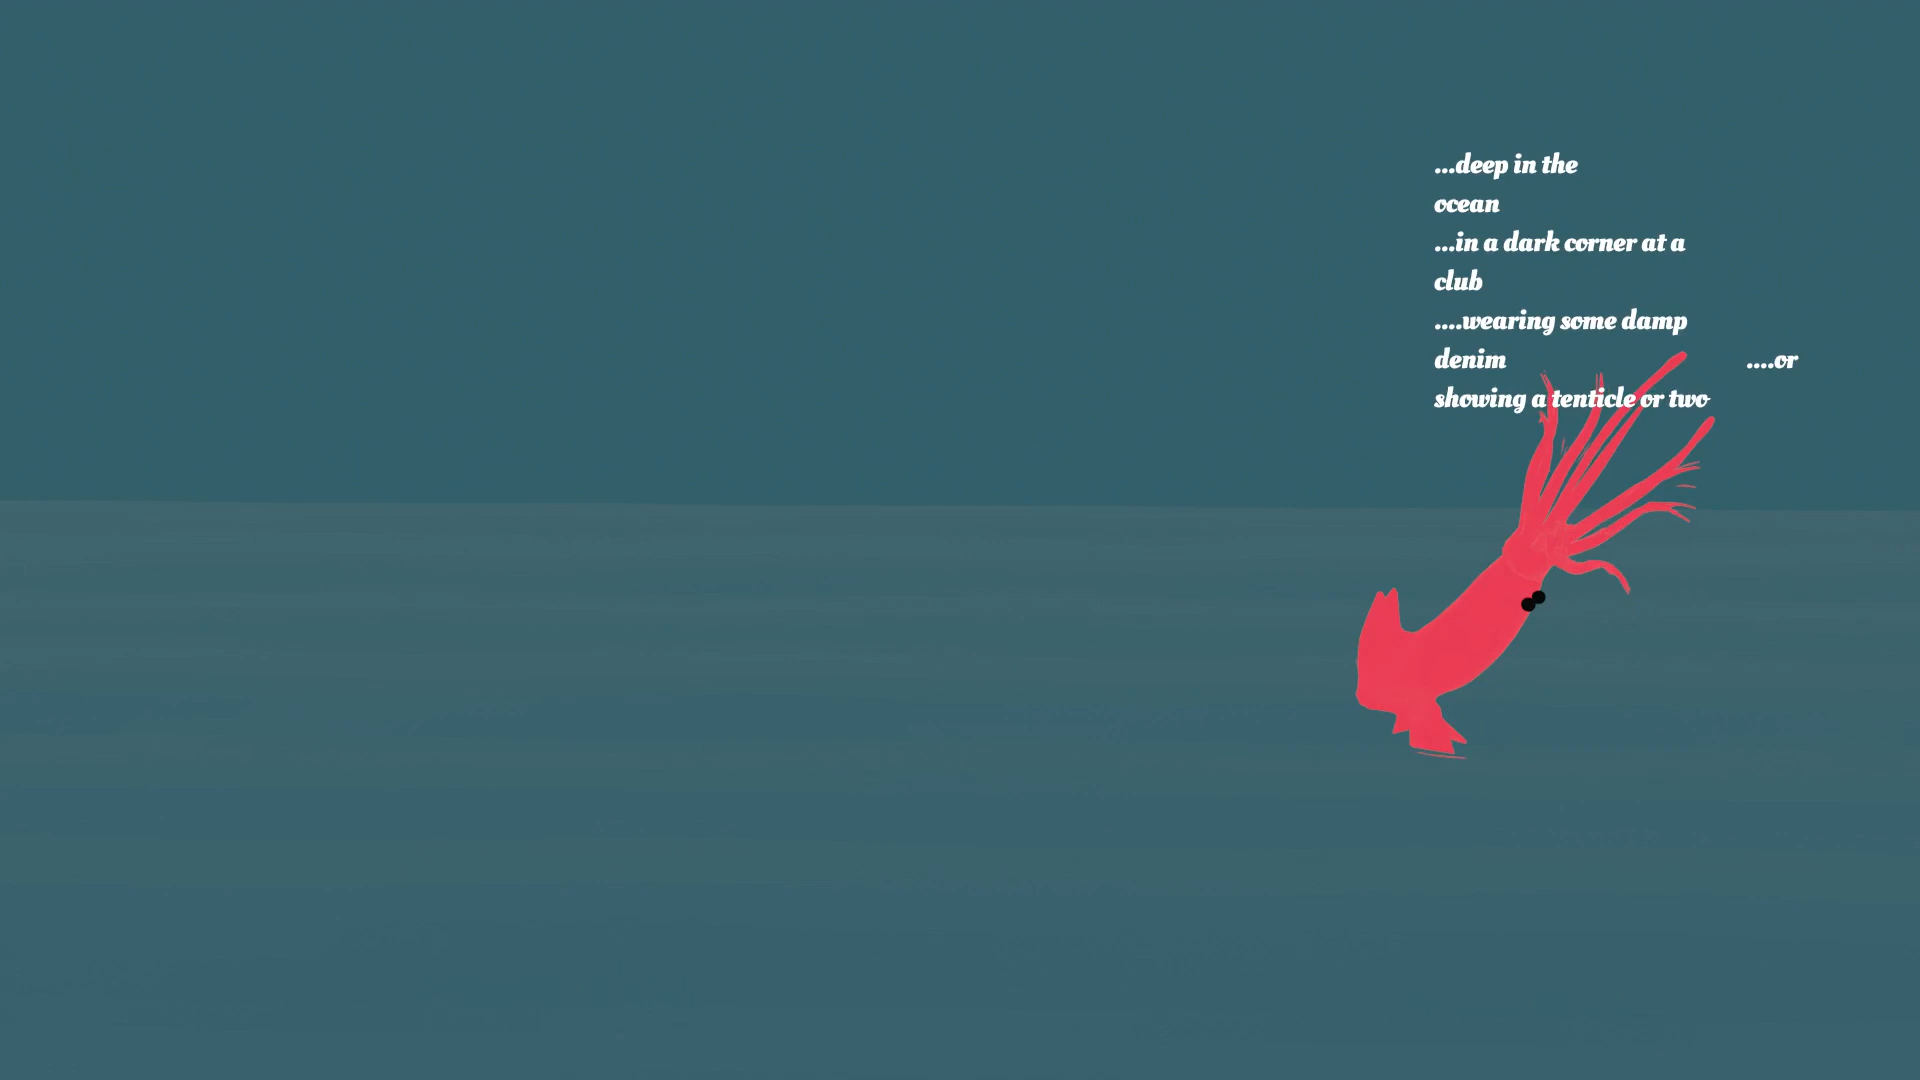 ...deep in the
ocean
...in a dark corner at a
club
....wearing some damp
denim ....or
showing a tenticle or two